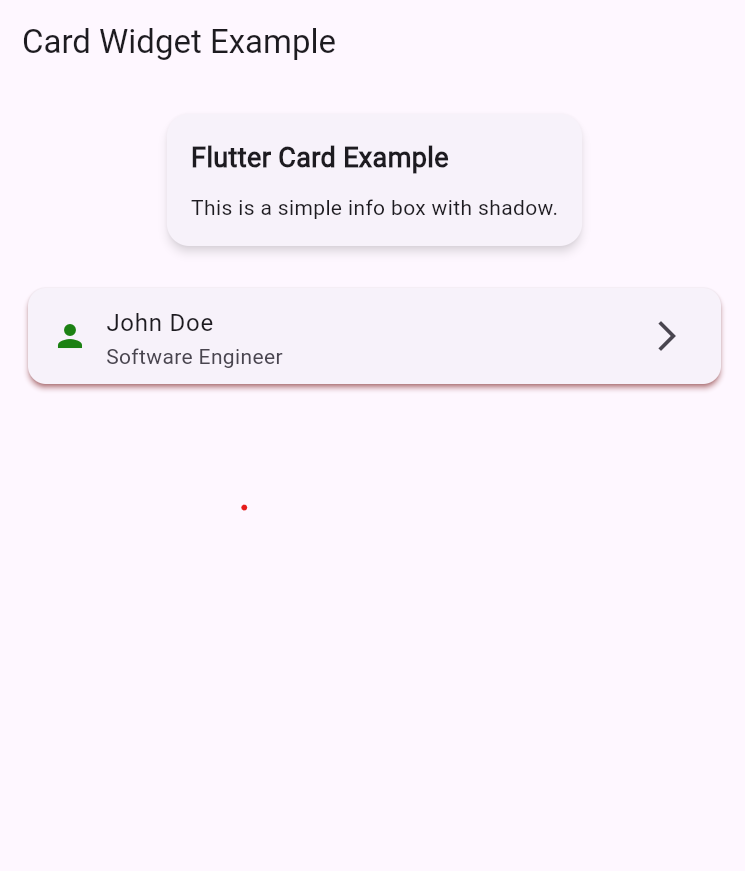 Card Widget Example
Flutter Card Example
This is a simple info box with shadow.
John Doe
Software Engineer